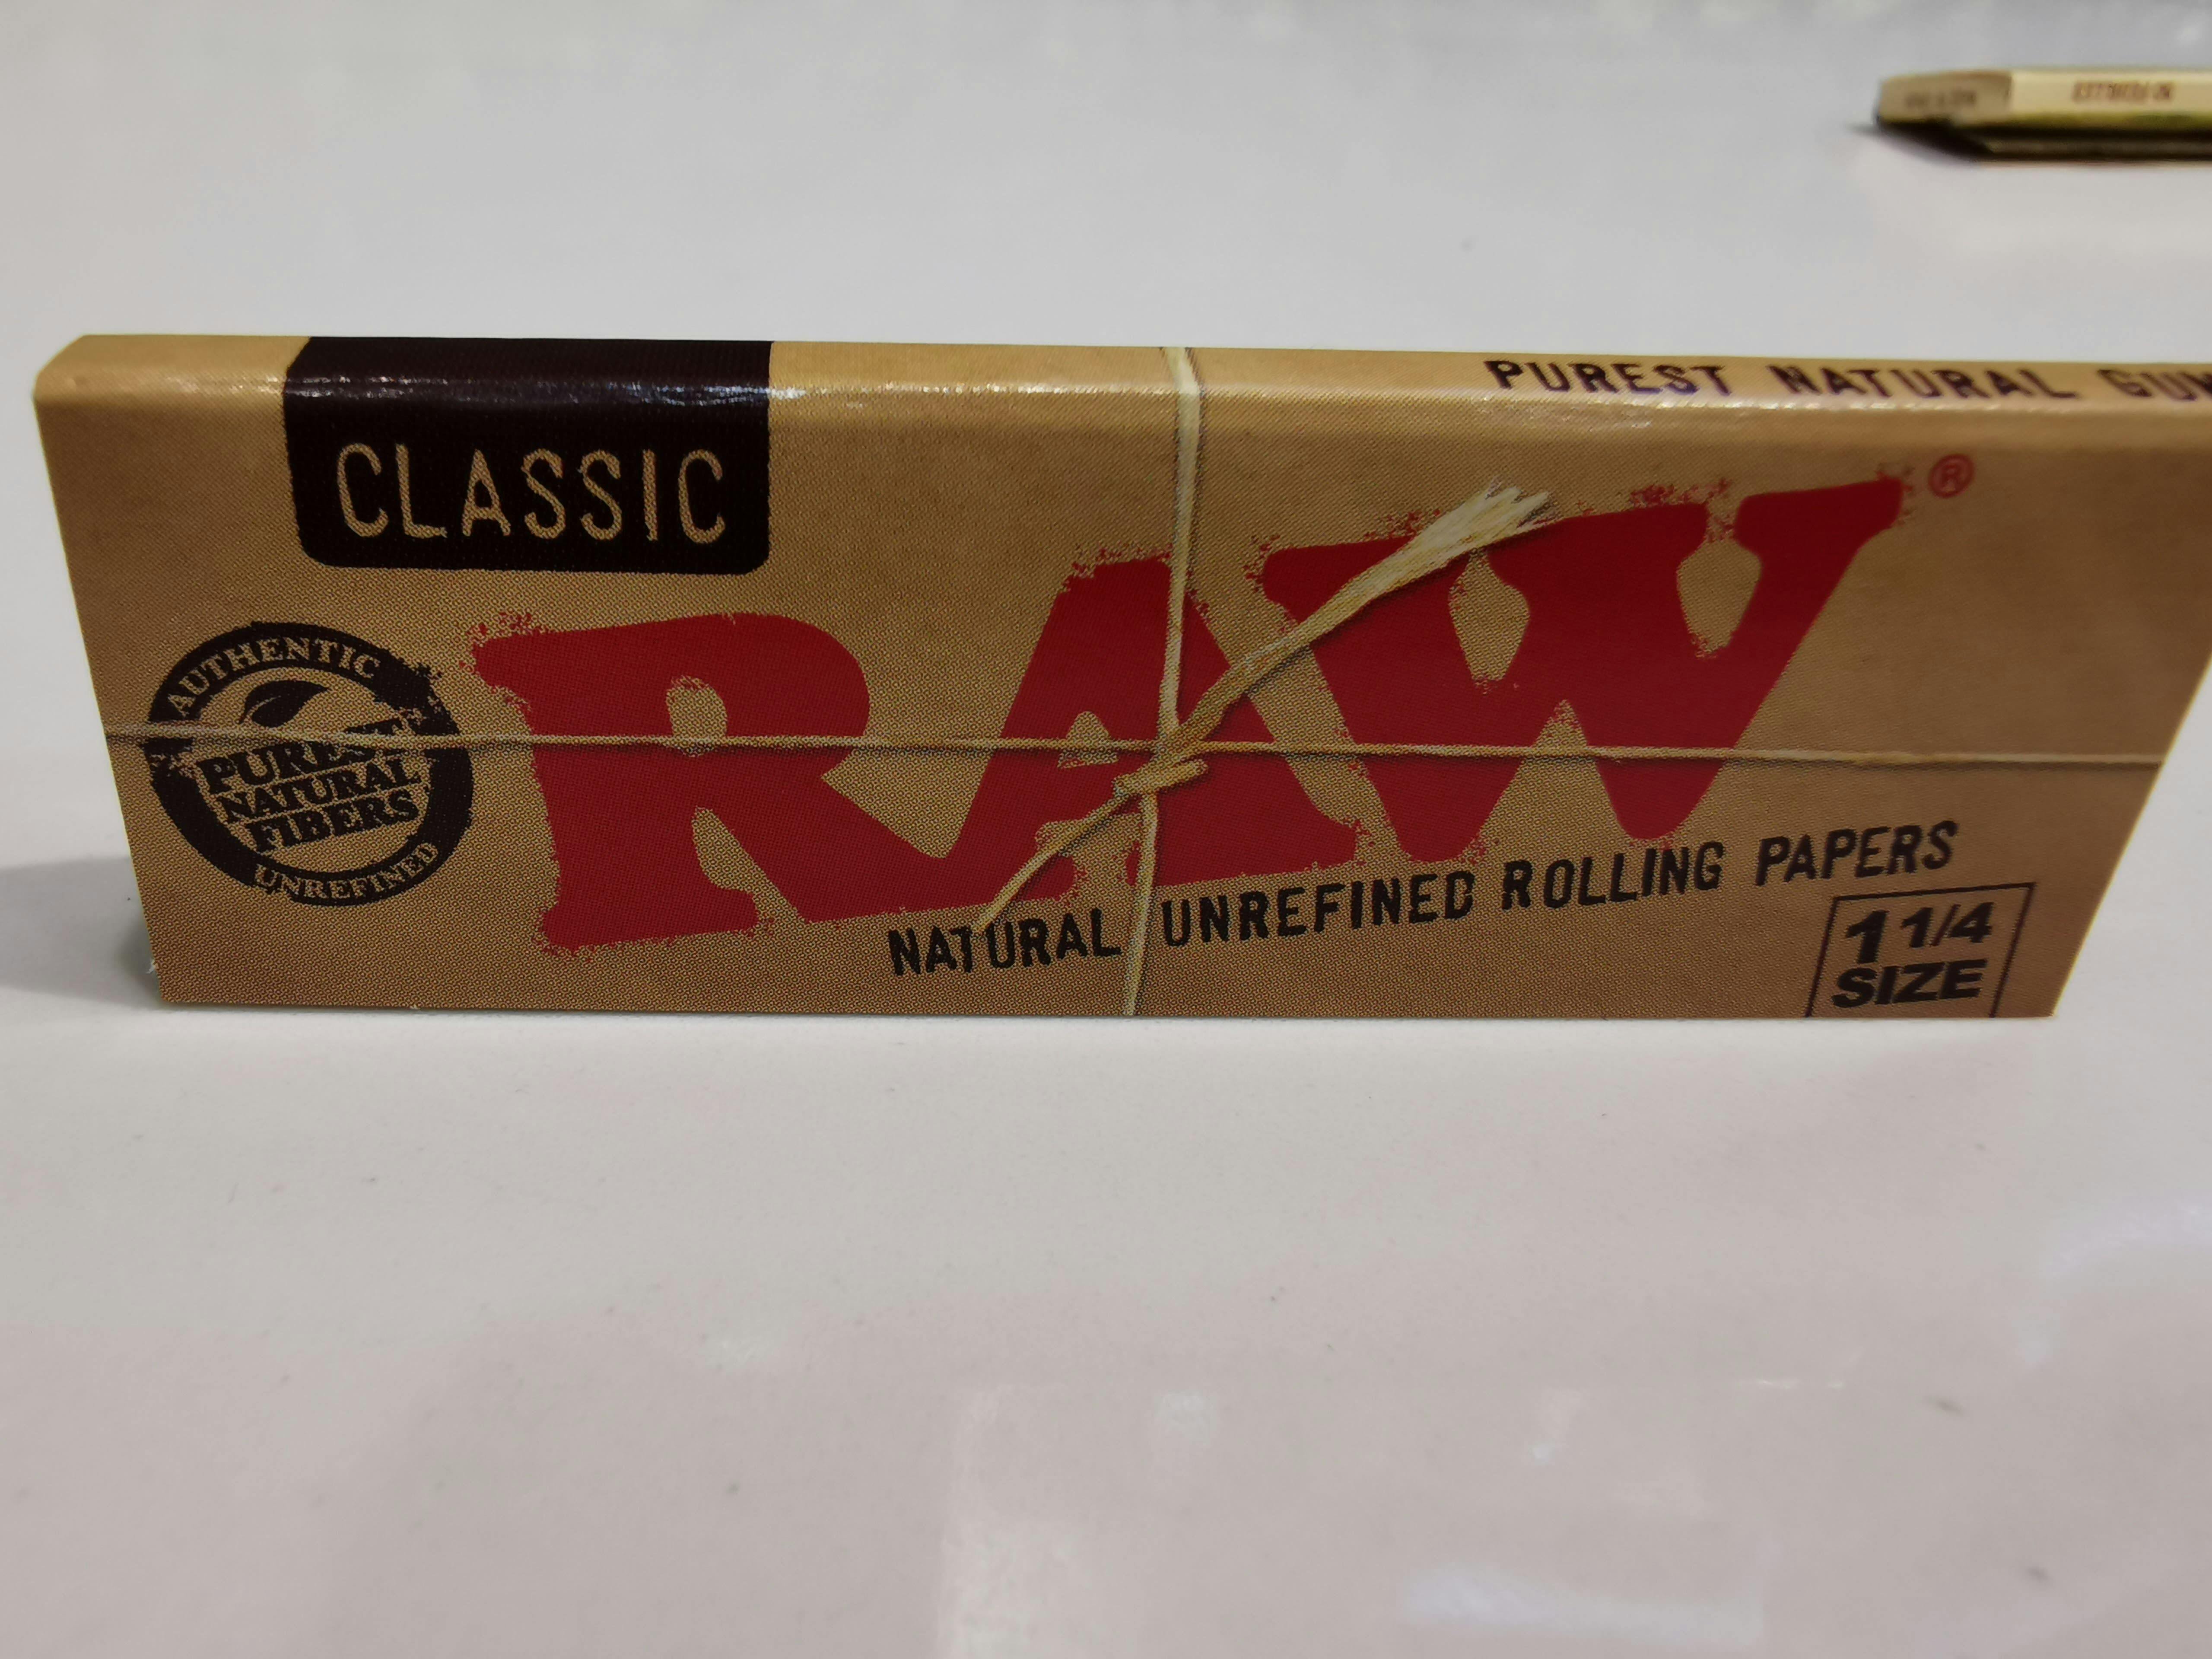 PUREST NATURAL GUM
CLASSIC
RAW®
AUTHENTIC
PUREST
NATURAL
FIBERS
UNREFINED
NATURAL UNREFINED ROLLING PAPERS
1 1/4
SIZE